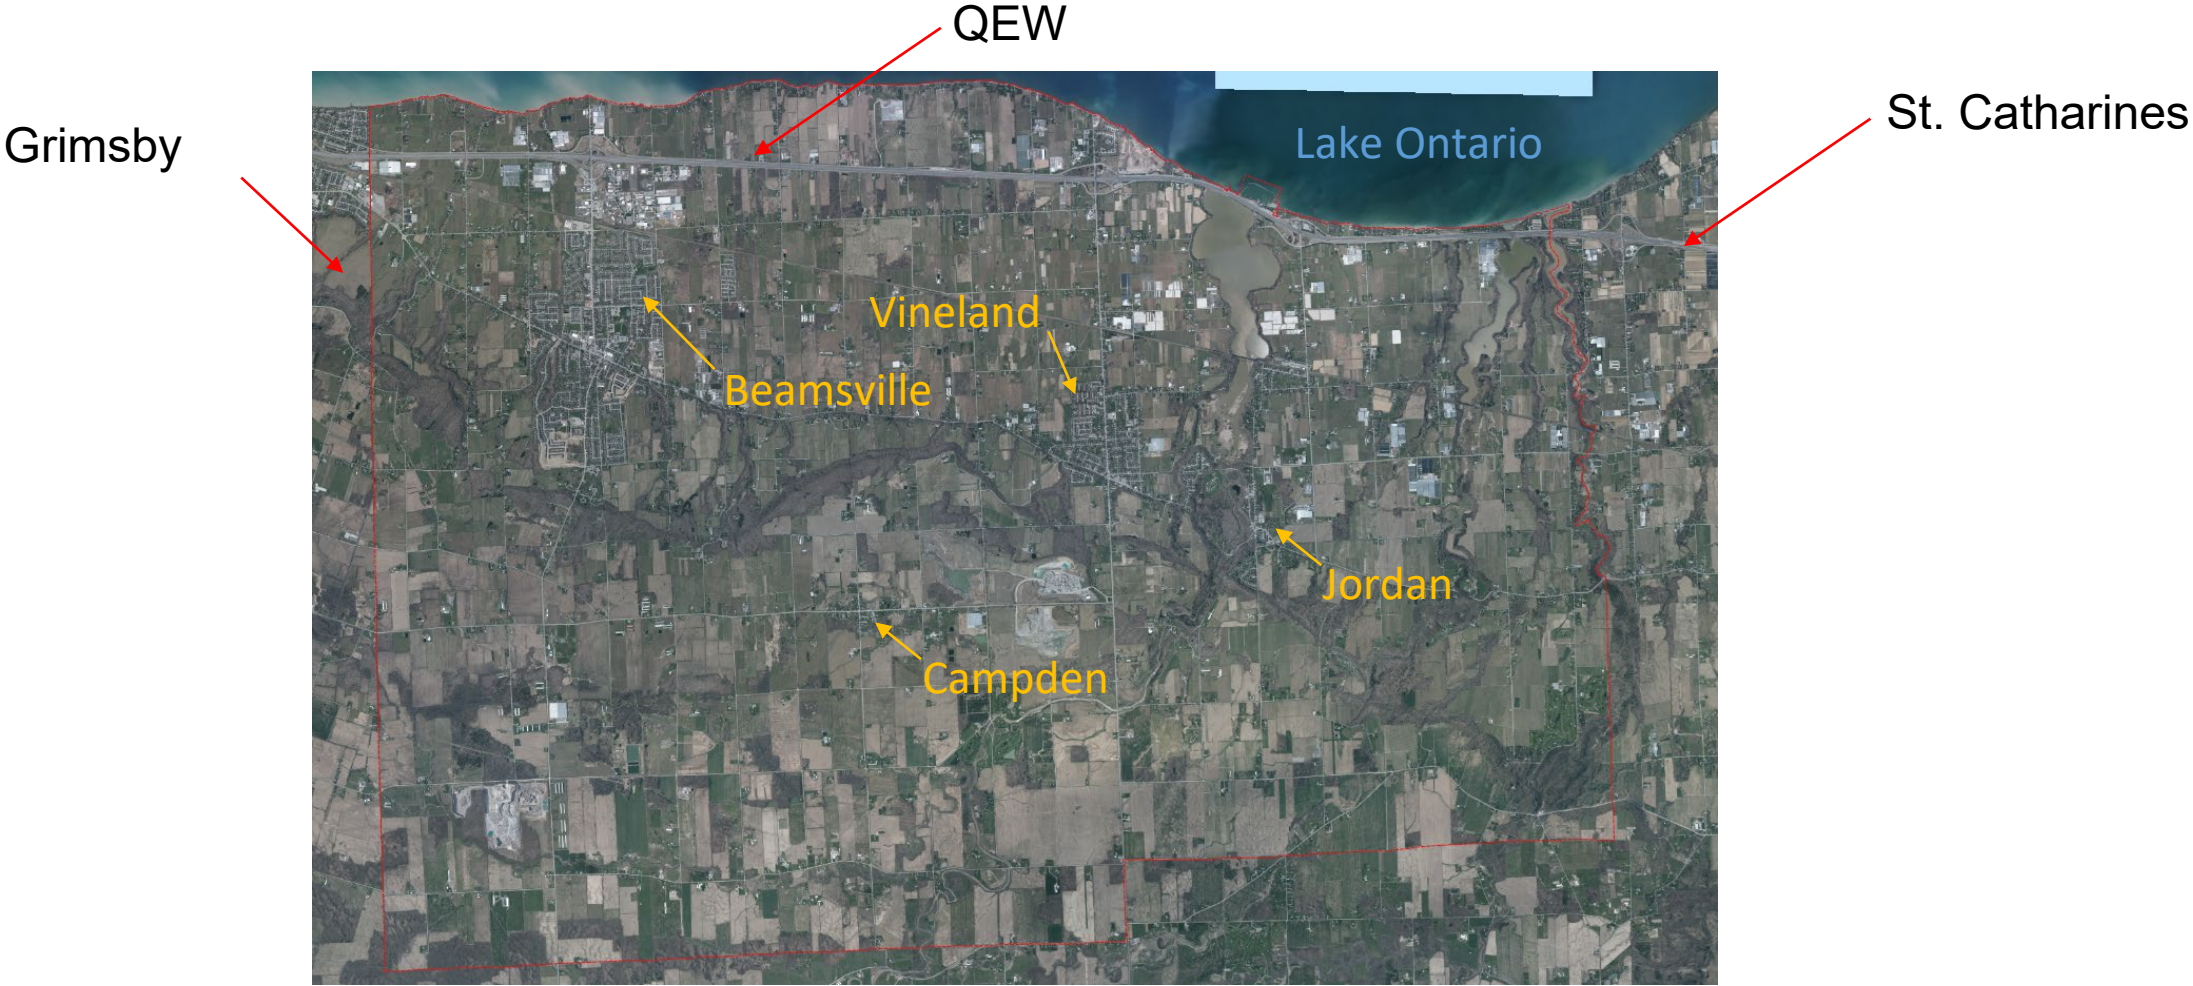 QEW
St. Catharines
Grimsby
Lake Ontario
Vineland
Beamsville
Jordan
Campden